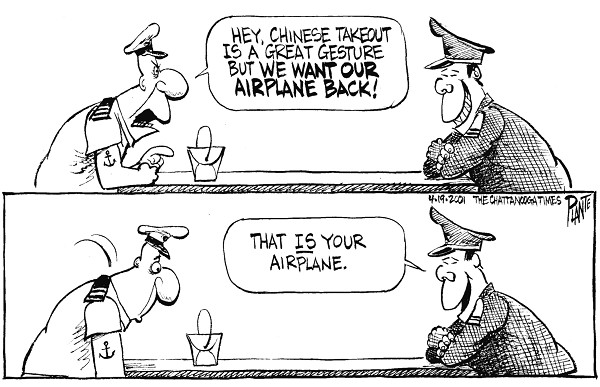 HEY, CHINESE TAKEOUT
IS A GREAT GESTURE
BUT WE WANT OUR
AIRPLANE BACK!
4-19-2001 THE CHATTANOOGA TIMES
PLANTE
THAT IS YOUR
AIRPLANE.